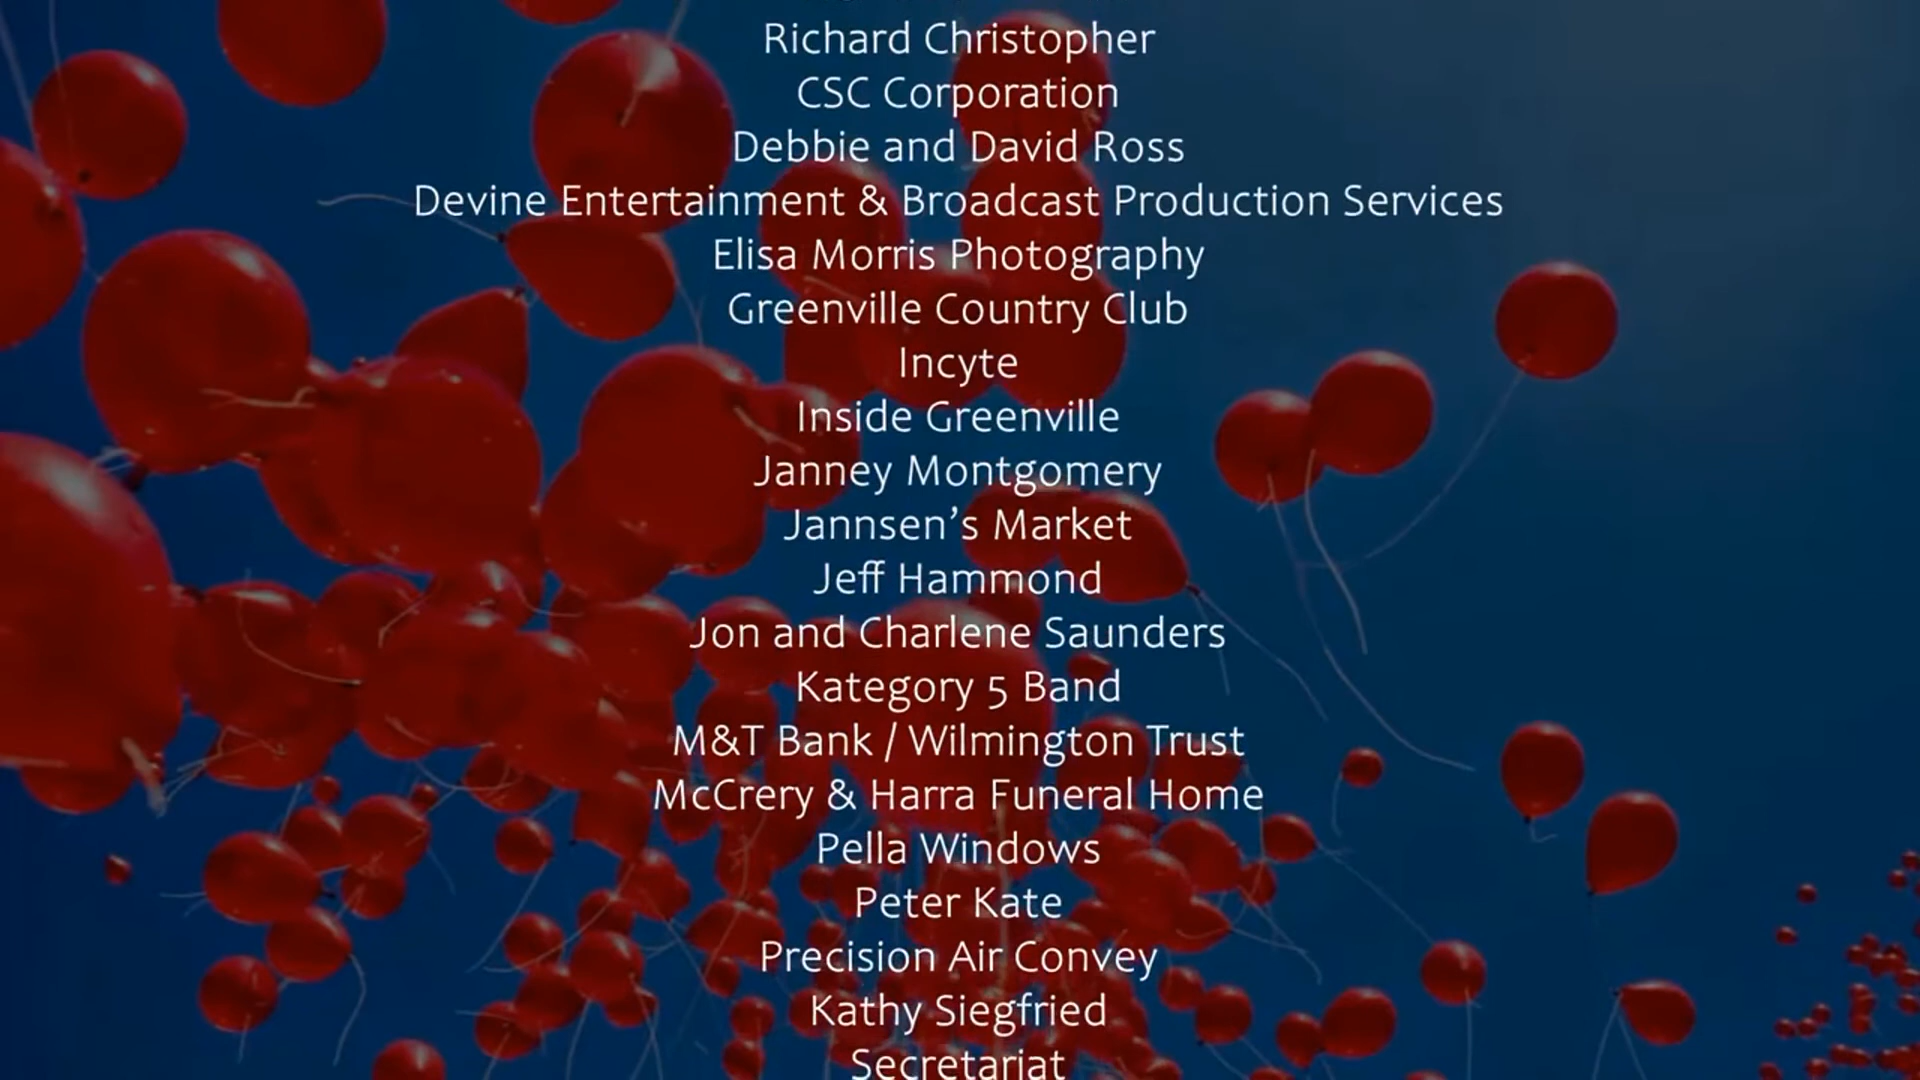 Richard Christopher
CSC Corporation
Debbie and David Ross
Devine Entertainment & Broadcast Production Services
Elisa Morris Photography
Greenville Country Club
Incyte
Inside Greenville
Janney Montgomery
Jannsen’s Market
Jeff Hammond
Jon and Charlene Saunders
Kategory 5 Band
M&T Bank / Wilmington Trust
McCrery & Harra Funeral Home
Pella Windows
Peter Kate
Precision Air Convey
Kathy Siegfried
Secretariat